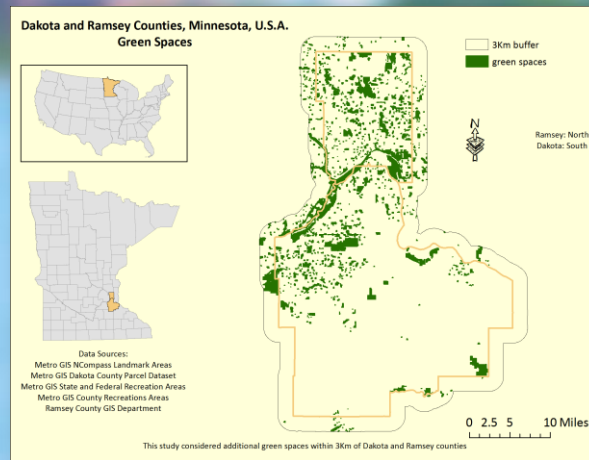 Dakota and Ramsey Counties, Minnesota, U.S.A.
Green Spaces
3Km buffer
green spaces
N
Ramsey: North
Dakota: South
Data Sources:
Metro GIS NCompass Landmark Areas
Metro GIS Dakota County Parcel Dataset
Metro GIS State and Federal Recreation Areas
Metro GIS County Recreations Areas
Ramsey County GIS Department
0 2.5 5 10 Miles
This study considered additional green spaces within 3Km of Dakota and Ramsey counties